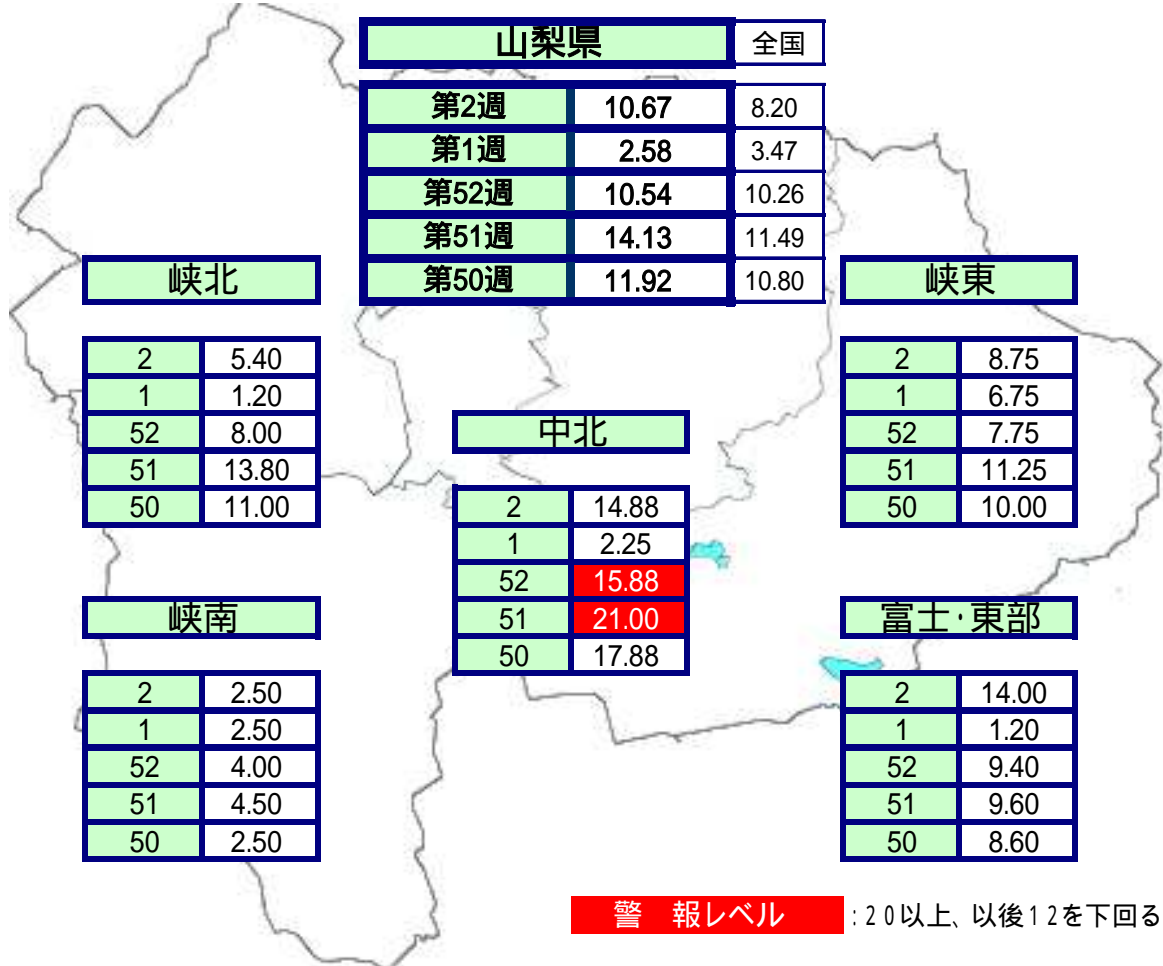 山梨県 全国
第2週 10.67 8.20
第1週 2.58 3.47
第52週 10.54 10.26
第51週 14.13 11.49
第50週 11.92 10.80
峡北
2 5.40
1 1.20
52 8.00
51 13.80
50 11.00
峡東
2 8.75
1 6.75
52 7.75
51 11.25
50 10.00
中北
2 14.88
1 2.25
52 15.88
51 21.00
50 17.88
峡南
2 2.50
1 2.50
52 4.00
51 4.50
50 2.50
富士・東部
2 14.00
1 1.20
52 9.40
51 9.60
50 8.60
警 報レベル :20以上、以後12を下回る